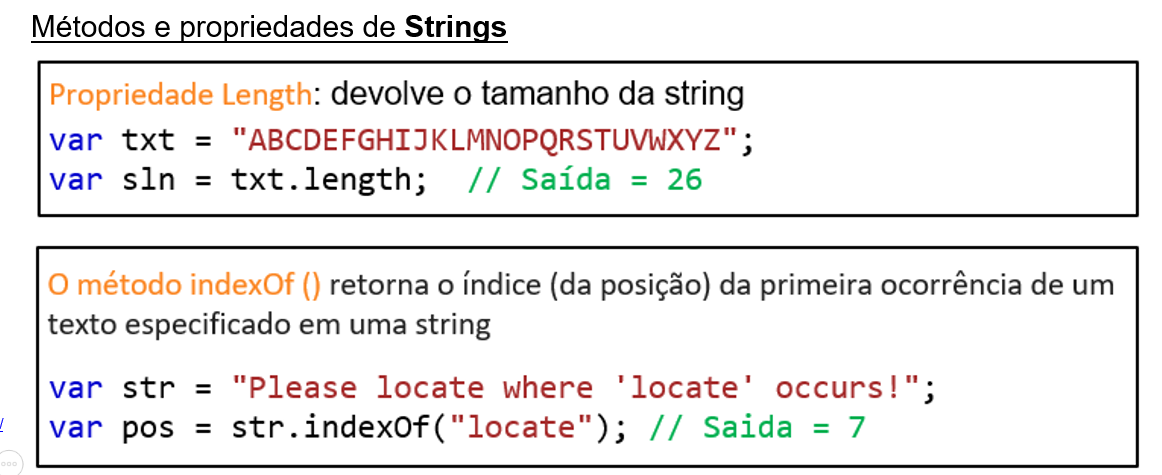 Métodos e propriedades de Strings
Propriedade Length: devolve o tamanho da string
var txt = "ABCDEFGHIJKLMNOPQRSTUVWXYZ";
var sln = txt.length;  // Saída = 26
O método indexOf () retorna o índice (da posição) da primeira ocorrência de um
texto especificado em uma string
var str = "Please locate where 'locate' occurs!";
var pos = str.indexOf("locate"); // Saida = 7
/